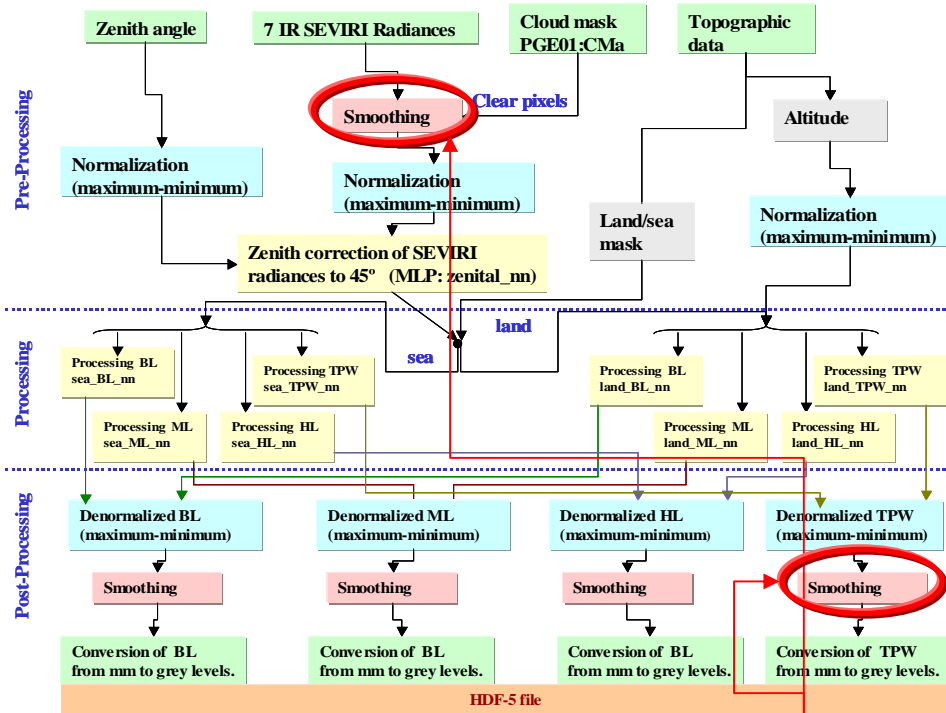 Zenith angle
7 IR SEVIRI Radiances
Cloud mask
PGE01:CMa
Topographic
data
Pre-Processing
Smoothing
Clear pixels
Altitude
Normalization
(maximum-minimum)
Normalization
(maximum-minimum)
Land/sea
mask
Normalization
(maximum-minimum)
Zenith correction of SEVIRI
radiances to 45º (MLP: zenital_nn)
land
sea
Processing
Processing BL
sea_BL_nn
Processing TPW
sea_TPW_nn
Processing BL
land_BL_nn
Processing TPW
land_TPW_nn
Processing ML
sea_ML_nn
Processing HL
sea_HL_nn
Processing ML
land_ML_nn
Processing HL
land_HL_nn
Post-Processing
Denormalized BL
(maximum-minimum)
Denormalized ML
(maximum-minimum)
Denormalized HL
(maximum-minimum)
Denormalized TPW
(maximum-minimum)
Smoothing
Smoothing
Smoothing
Smoothing
Conversion of BL
from mm to grey levels.
Conversion of BL
from mm to grey levels.
Conversion of BL
from mm to grey levels.
Conversion of TPW
from mm to grey levels.
HDF-5 file